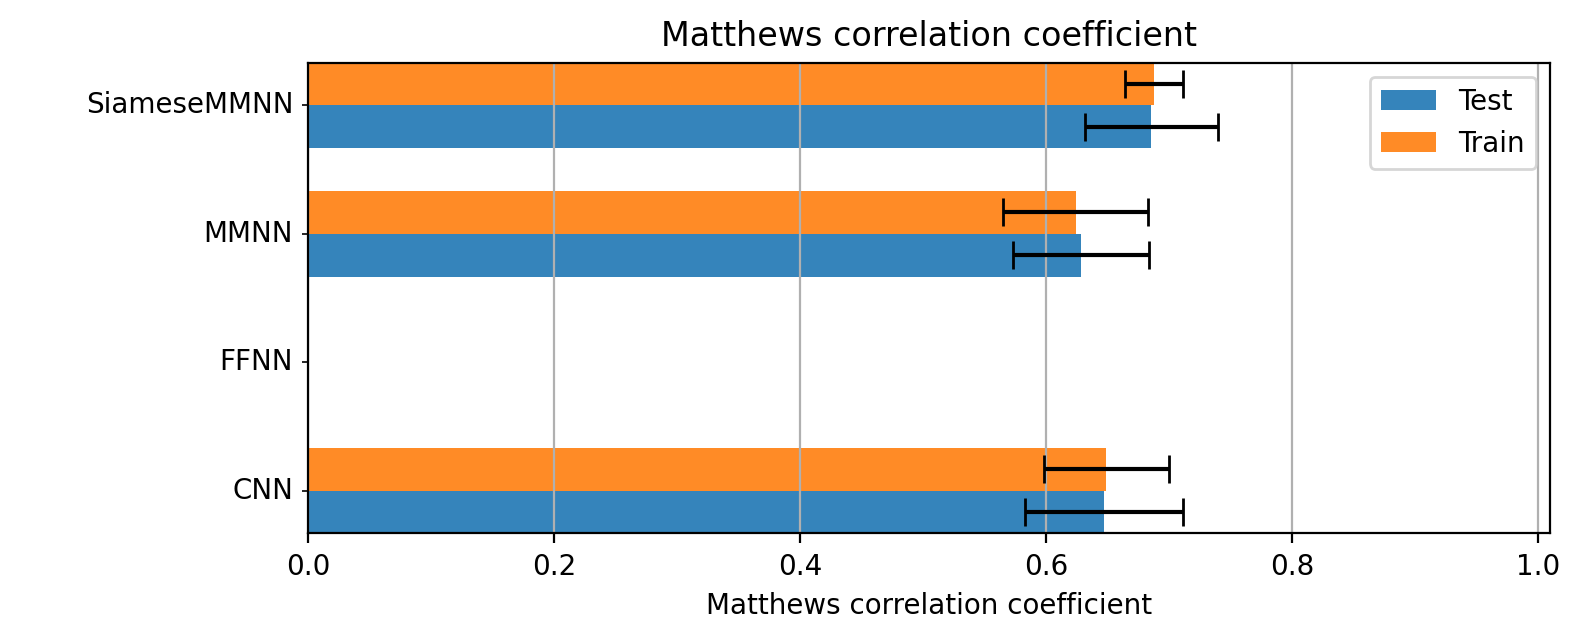 Matthews correlation coefficient
SiameseMMNN
MMNN
FFNN
CNN
Test
Train
0.0 0.2 0.4 0.6 0.8 1.0
Matthews correlation coefficient